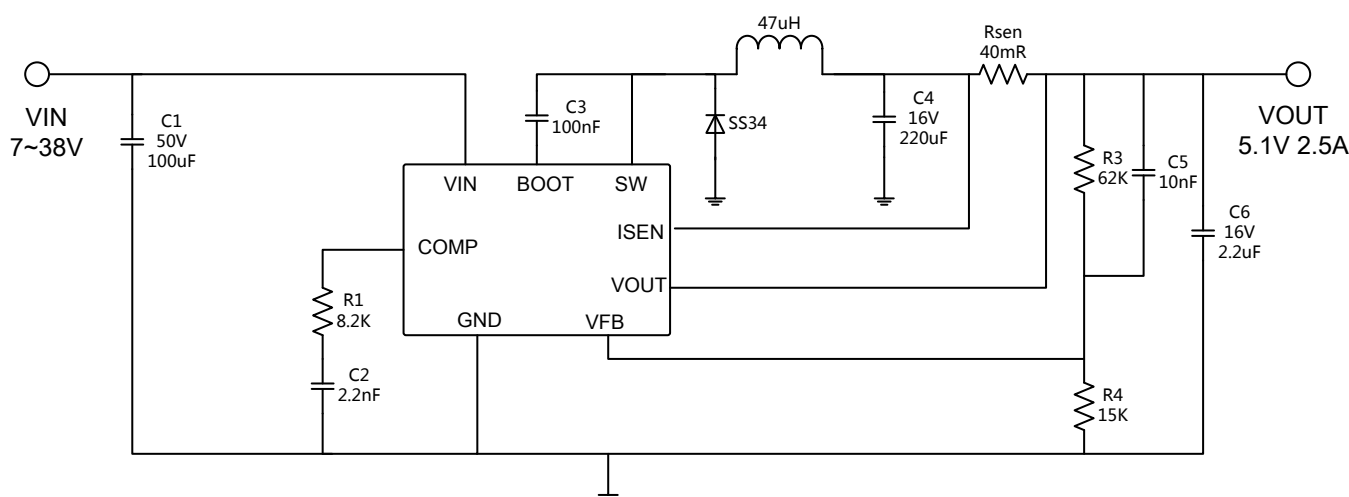 47uH
Rsen
40mR
VIN
7~38V
C1
50V
100uF
C3
100nF
SS34
C4
16V
220uF
VOUT
5.1V 2.5A
R3
62K
C5
10nF
C6
16V
2.2uF
VIN
BOOT
SW
ISEN
COMP
VOUT
GND
VFB
R1
8.2K
C2
2.2nF
R4
15K